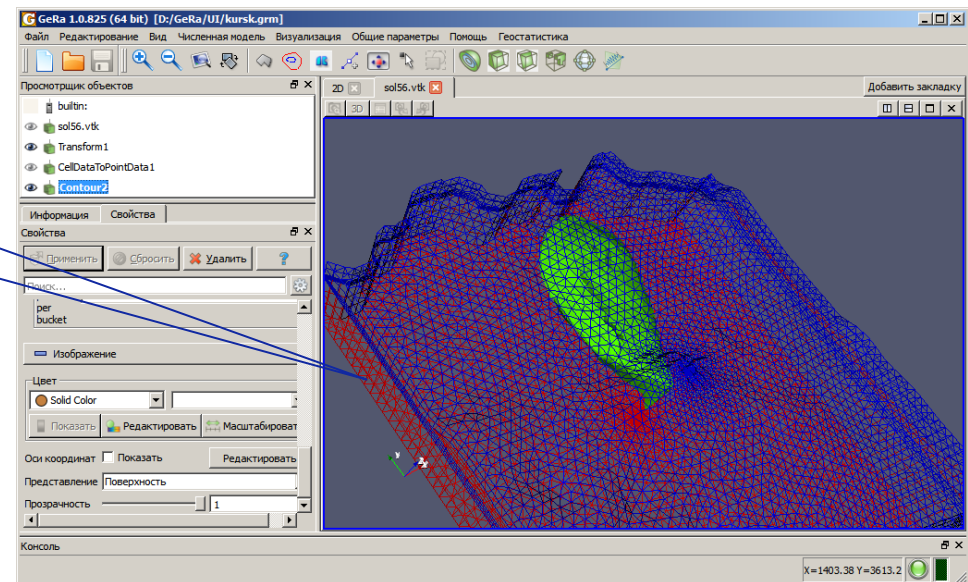 GeRa 1.0.825 (64 bit) [D:/GeRa/UI/kursk.grm]
Файл Редактирование Вид Численная модель Визуализация Общие параметры Помощь Геостатистика
Просмотрщик объектов
builtin:
sol56.vtk
Transform1
CellDataToPointData1
Contour2
Информация Свойства
Свойства
Применить Сбросить Удалить ?
Поиск...
per
bucket
Изображение
Цвет
Solid Color
Показать Редактировать Масштабироват
Оси координат Показать Редактировать
Представление Поверхность
Прозрачность 1
2D sol56.vtk Добавить закладку
3D
Y
Консоль
X=1403.38 Y=3613.2